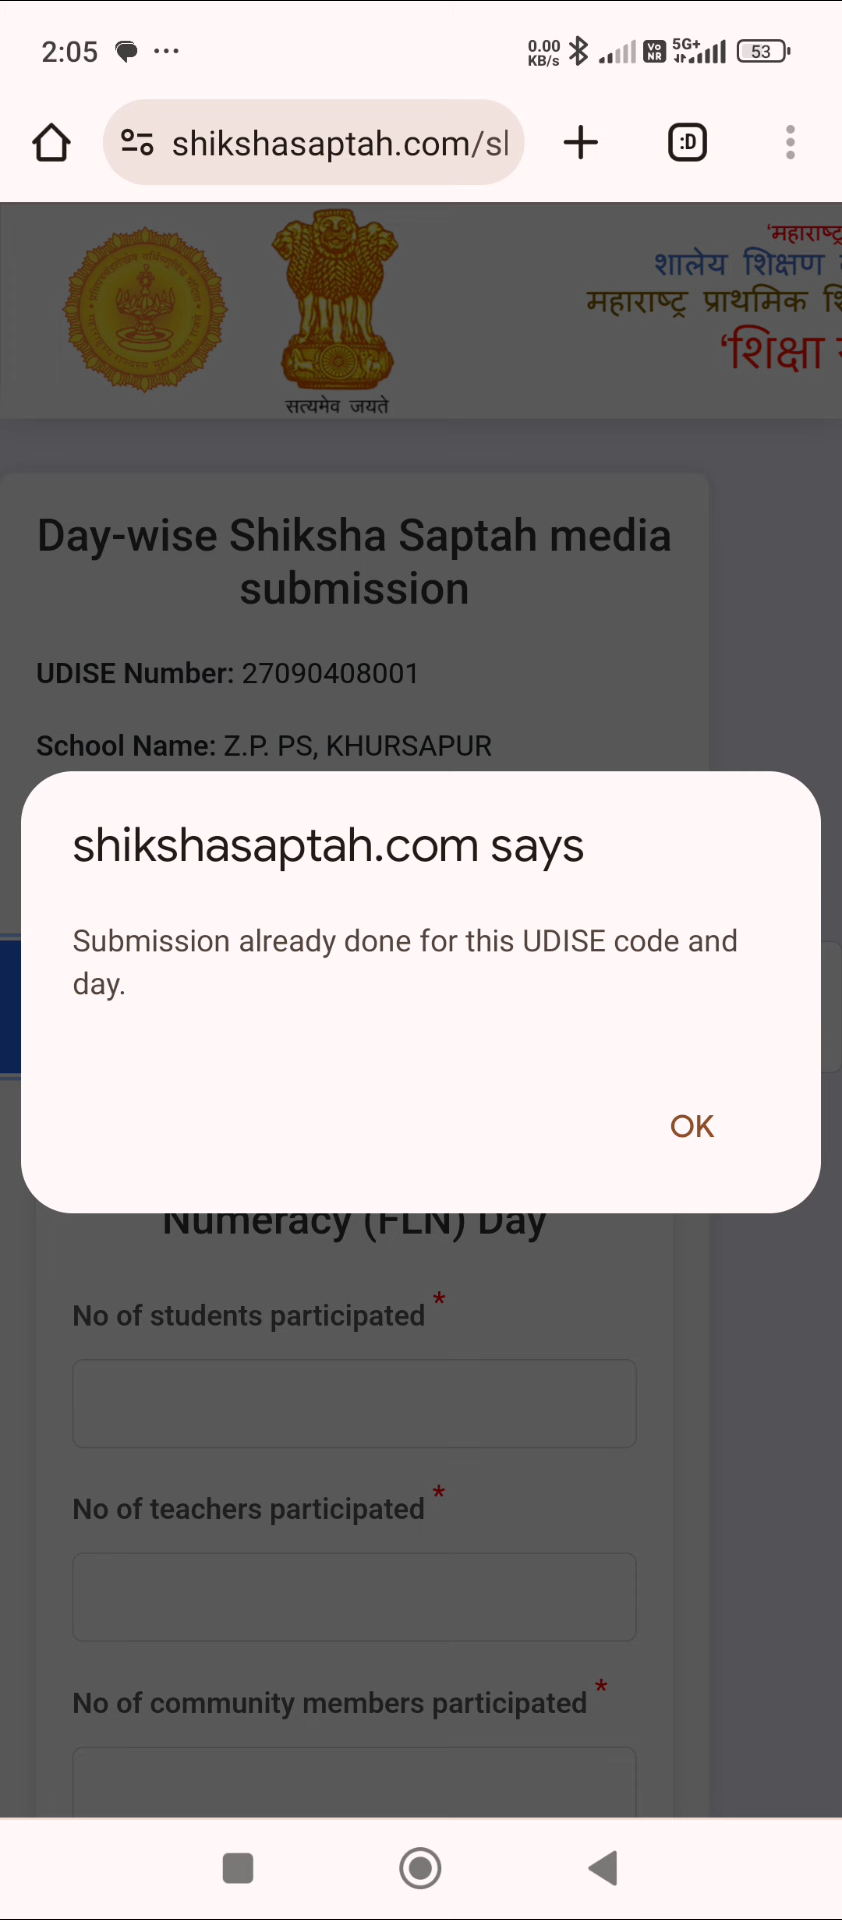 2:05
0.00
KB/s
Vo
NR
5G+
53
shikshasaptah.com/sl
:D
'महाराष्ट्र
शालेय शिक्षण
महाराष्ट्र प्राथमिक
'शिक्षा
सत्यमेव जयते
Day-wise Shiksha Saptah media
submission
UDISE Number: 27090408001
School Name: Z.P. PS, KHURSAPUR
shikshasaptah.com says
Submission already done for this UDISE code and
day.
OK
Numeracy (FLN) Day
No of students participated *
No of teachers participated *
No of community members participated *